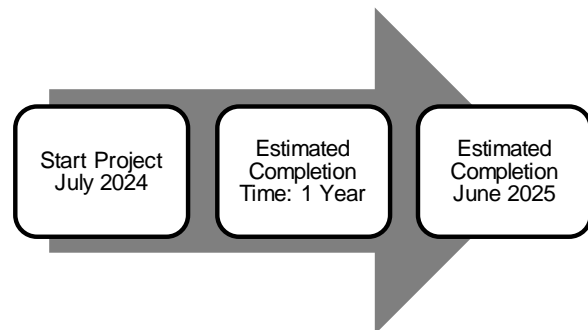 Start Project
July 2024
Estimated
Completion
Time: 1 Year
Estimated
Completion
June 2025